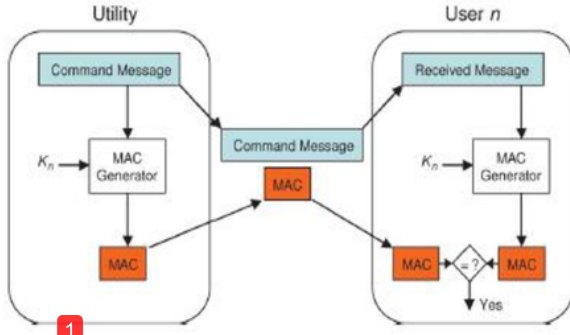 Utility
User n
Command Message
Received Message
Command Message
Kn
MAC
Generator
MAC
Kn
MAC
Generator
MAC
MAC
= ?
MAC
Yes
1